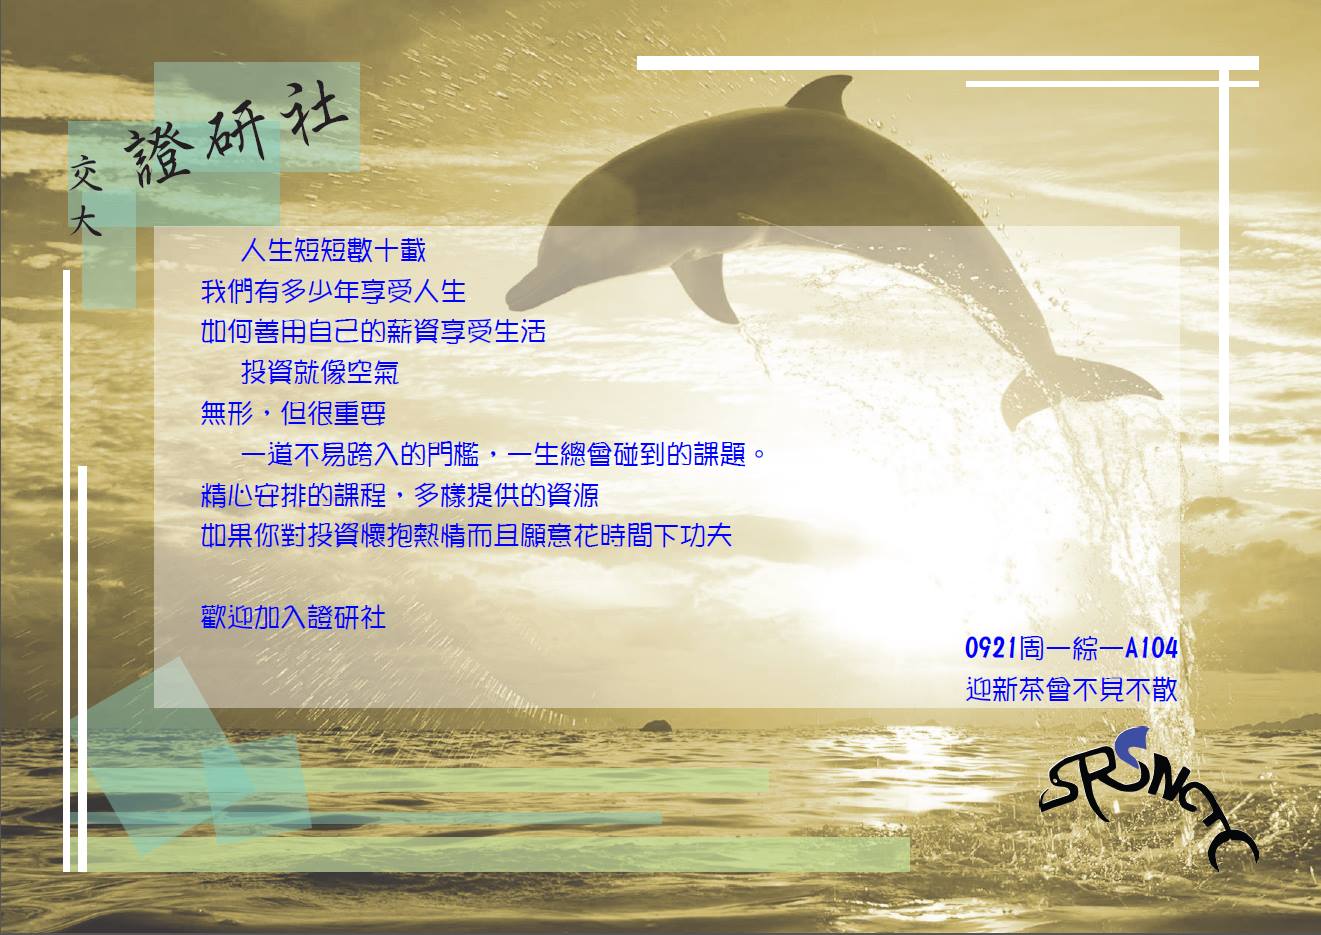 交大
證研社
人生短短數十載
我們有多少年享受人生
如何善用自己的薪資享受生活
投資就像空氣
無形，但很重要
一道不易跨入的門檻，一生總會碰到的課題。
精心安排的課程，多樣提供的資源
如果你對投資懷抱熱情而且願意花時間下功夫
歡迎加入證研社
0921周一綜一A104
迎新茶會不見不散
SRSNCTU